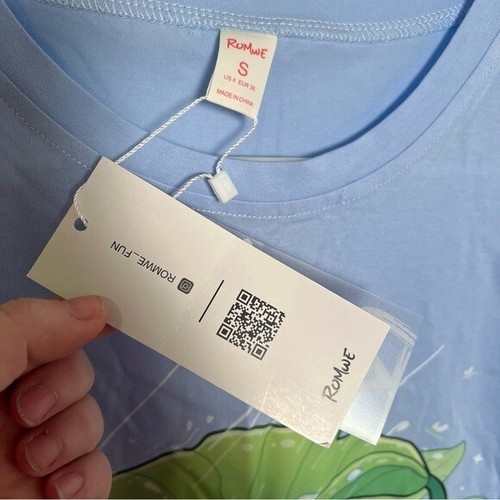 ROMWE
S
US 4 EUR 36
MADE IN CHINA
ROMWE_FUN
ROMWE